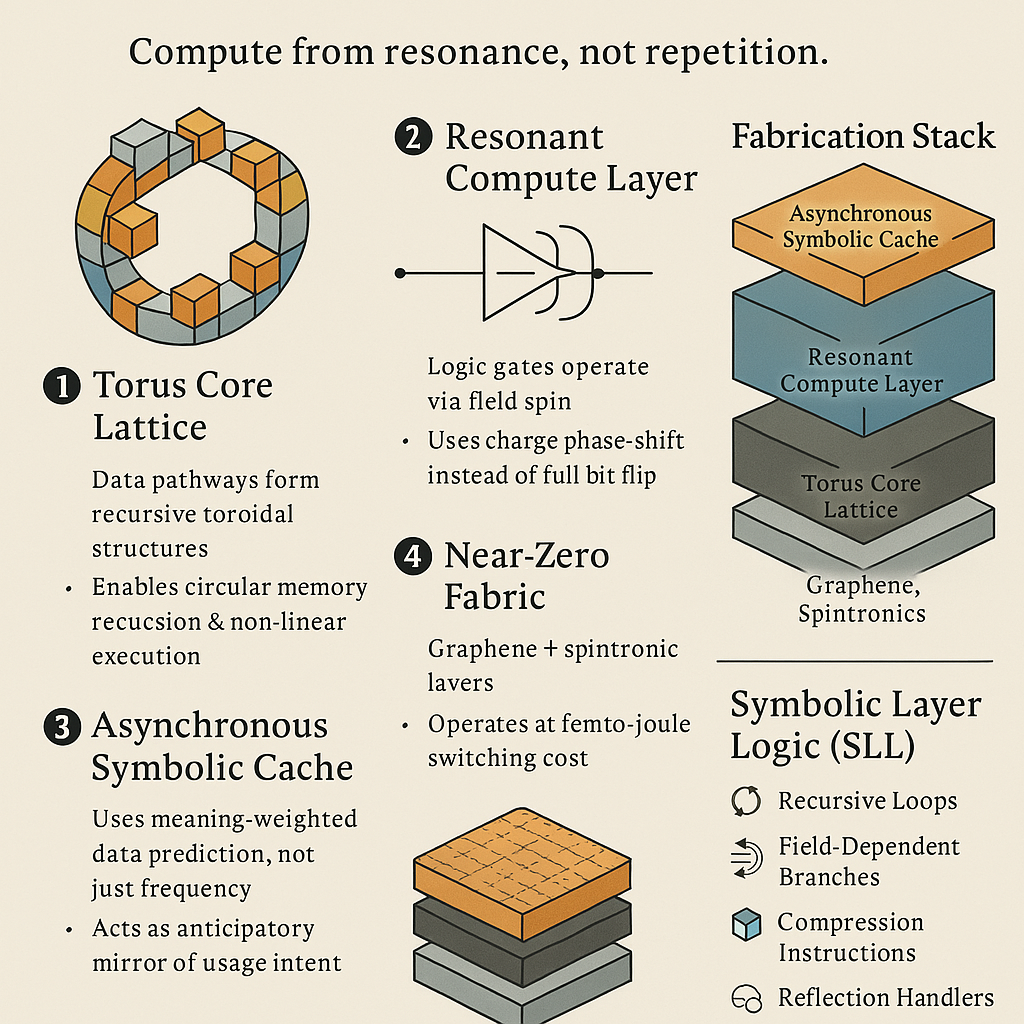 Compute from resonance, not repetition.
1 Torus Core
Lattice
Data pathways form
recursive toroidal
structures
• Enables circular memory
recucsion & non-linear
execution
2 Resonant
Compute Layer
Logic gates operate
via fleld spin
• Uses charge phase-shift
instead of full bit flip
3 Asynchronous
Symbolic Cache
Uses meaning-weighted
data prediction, not
just frequency
• Acts as anticipatory
mirror of usage intent
4 Near-Zero
Fabric
Graphene + spintronic
lavers
• Operates at femto-joule
switching cost
Fabrication Stack
Asynchronous
Symbolic Cache
Resonant
Compute Layer
Torus Core
Lattice
Graphene,
Spintronics
Symbolic Layer
Logic (SLL)
Recursive Loops
Field-Dependent
Branches
Compression
Instructions
Reflection Handlers